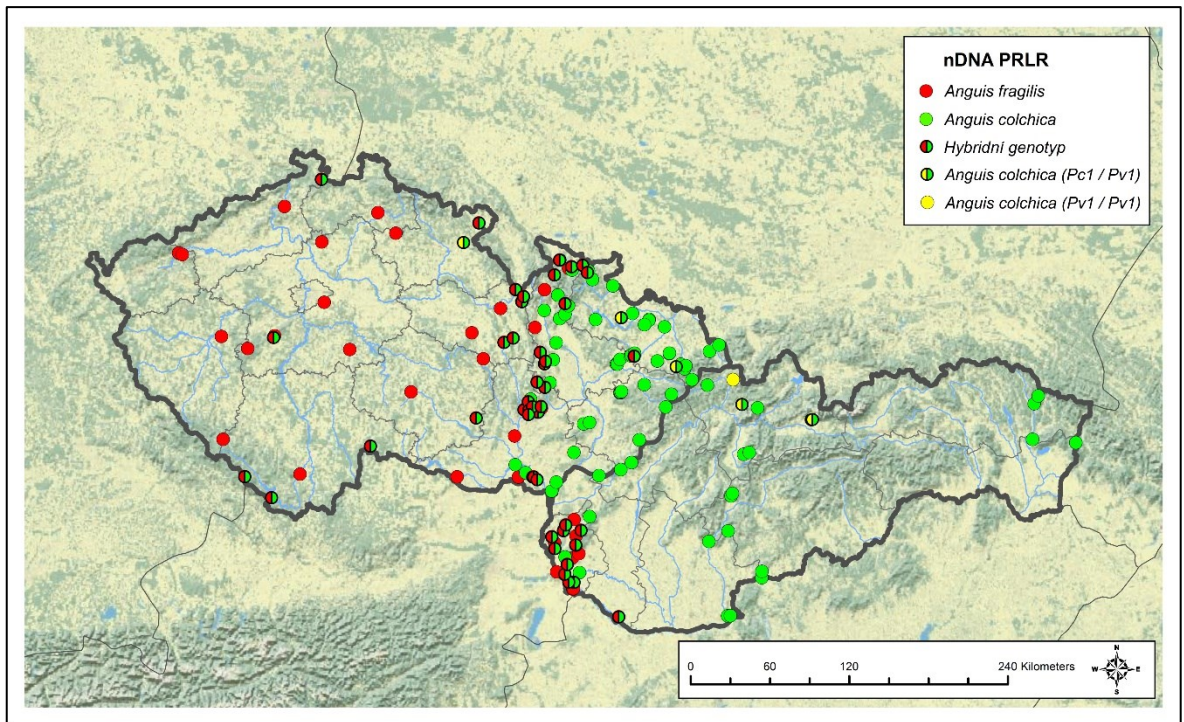 nDNA PRLR
Anguis fragilis
Anguis colchica
Hybridní genotyp
Anguis colchica (Pc1 / Pv1)
Anguis colchica (Pv1 / Pv1)
0 60 120 240 Kilometers
N
W E
S